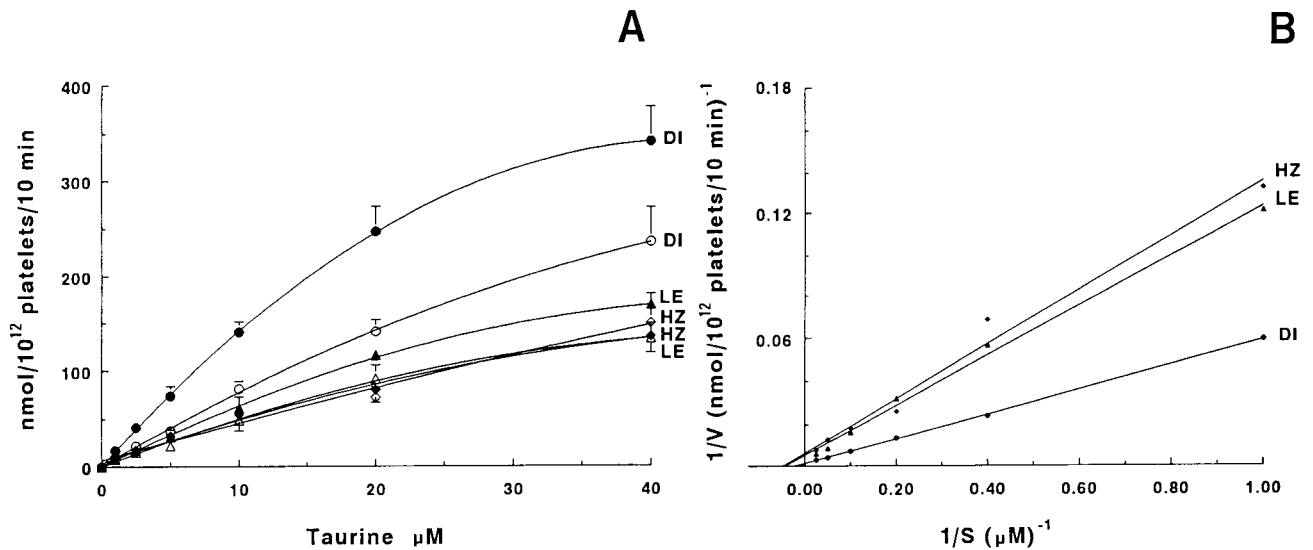 A
nmol/10¹² platelets/10 min
400
300
200
100
0
0
10
20
30
40
Taurine μM
DI
DI
LE
HZ
HZ
LE
B
1/V (nmol/10¹² platelets/10 min)⁻¹
0.18
0.12
0.06
0.00
0.20
0.40
0.60
0.80
1.00
1/S (μM)⁻¹
HZ
LE
DI